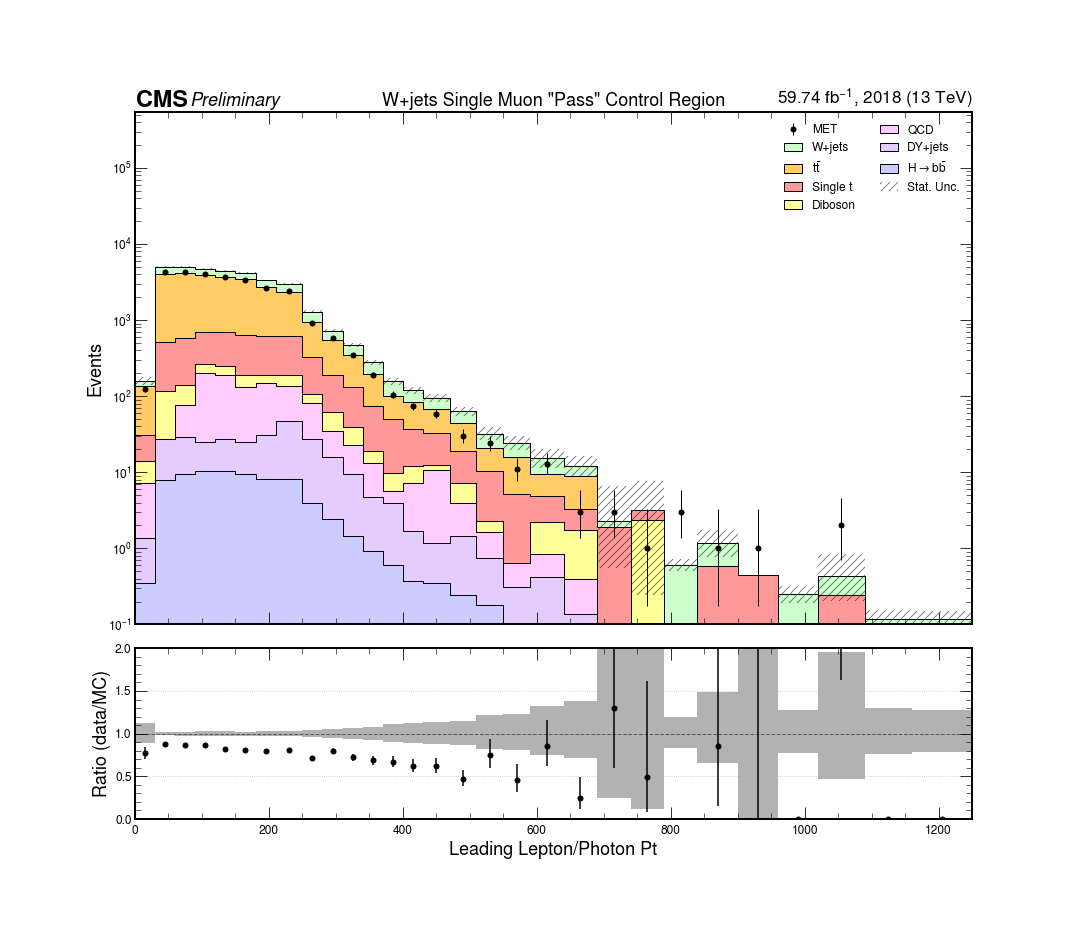 CMS Preliminary W+jets Single Muon "Pass" Control Region 59.74 fb⁻¹, 2018 (13 TeV)
MET QCD
W+jets DY+jets
tt̄ H→bb̄
Single t Stat. Unc.
Diboson
10⁵
10⁴
10³
10²
10¹
10⁰
10⁻¹
Events
2.0
1.5
1.0
0.5
0.0
Ratio (data/MC)
0 200 400 600 800 1000 1200
Leading Lepton/Photon Pt